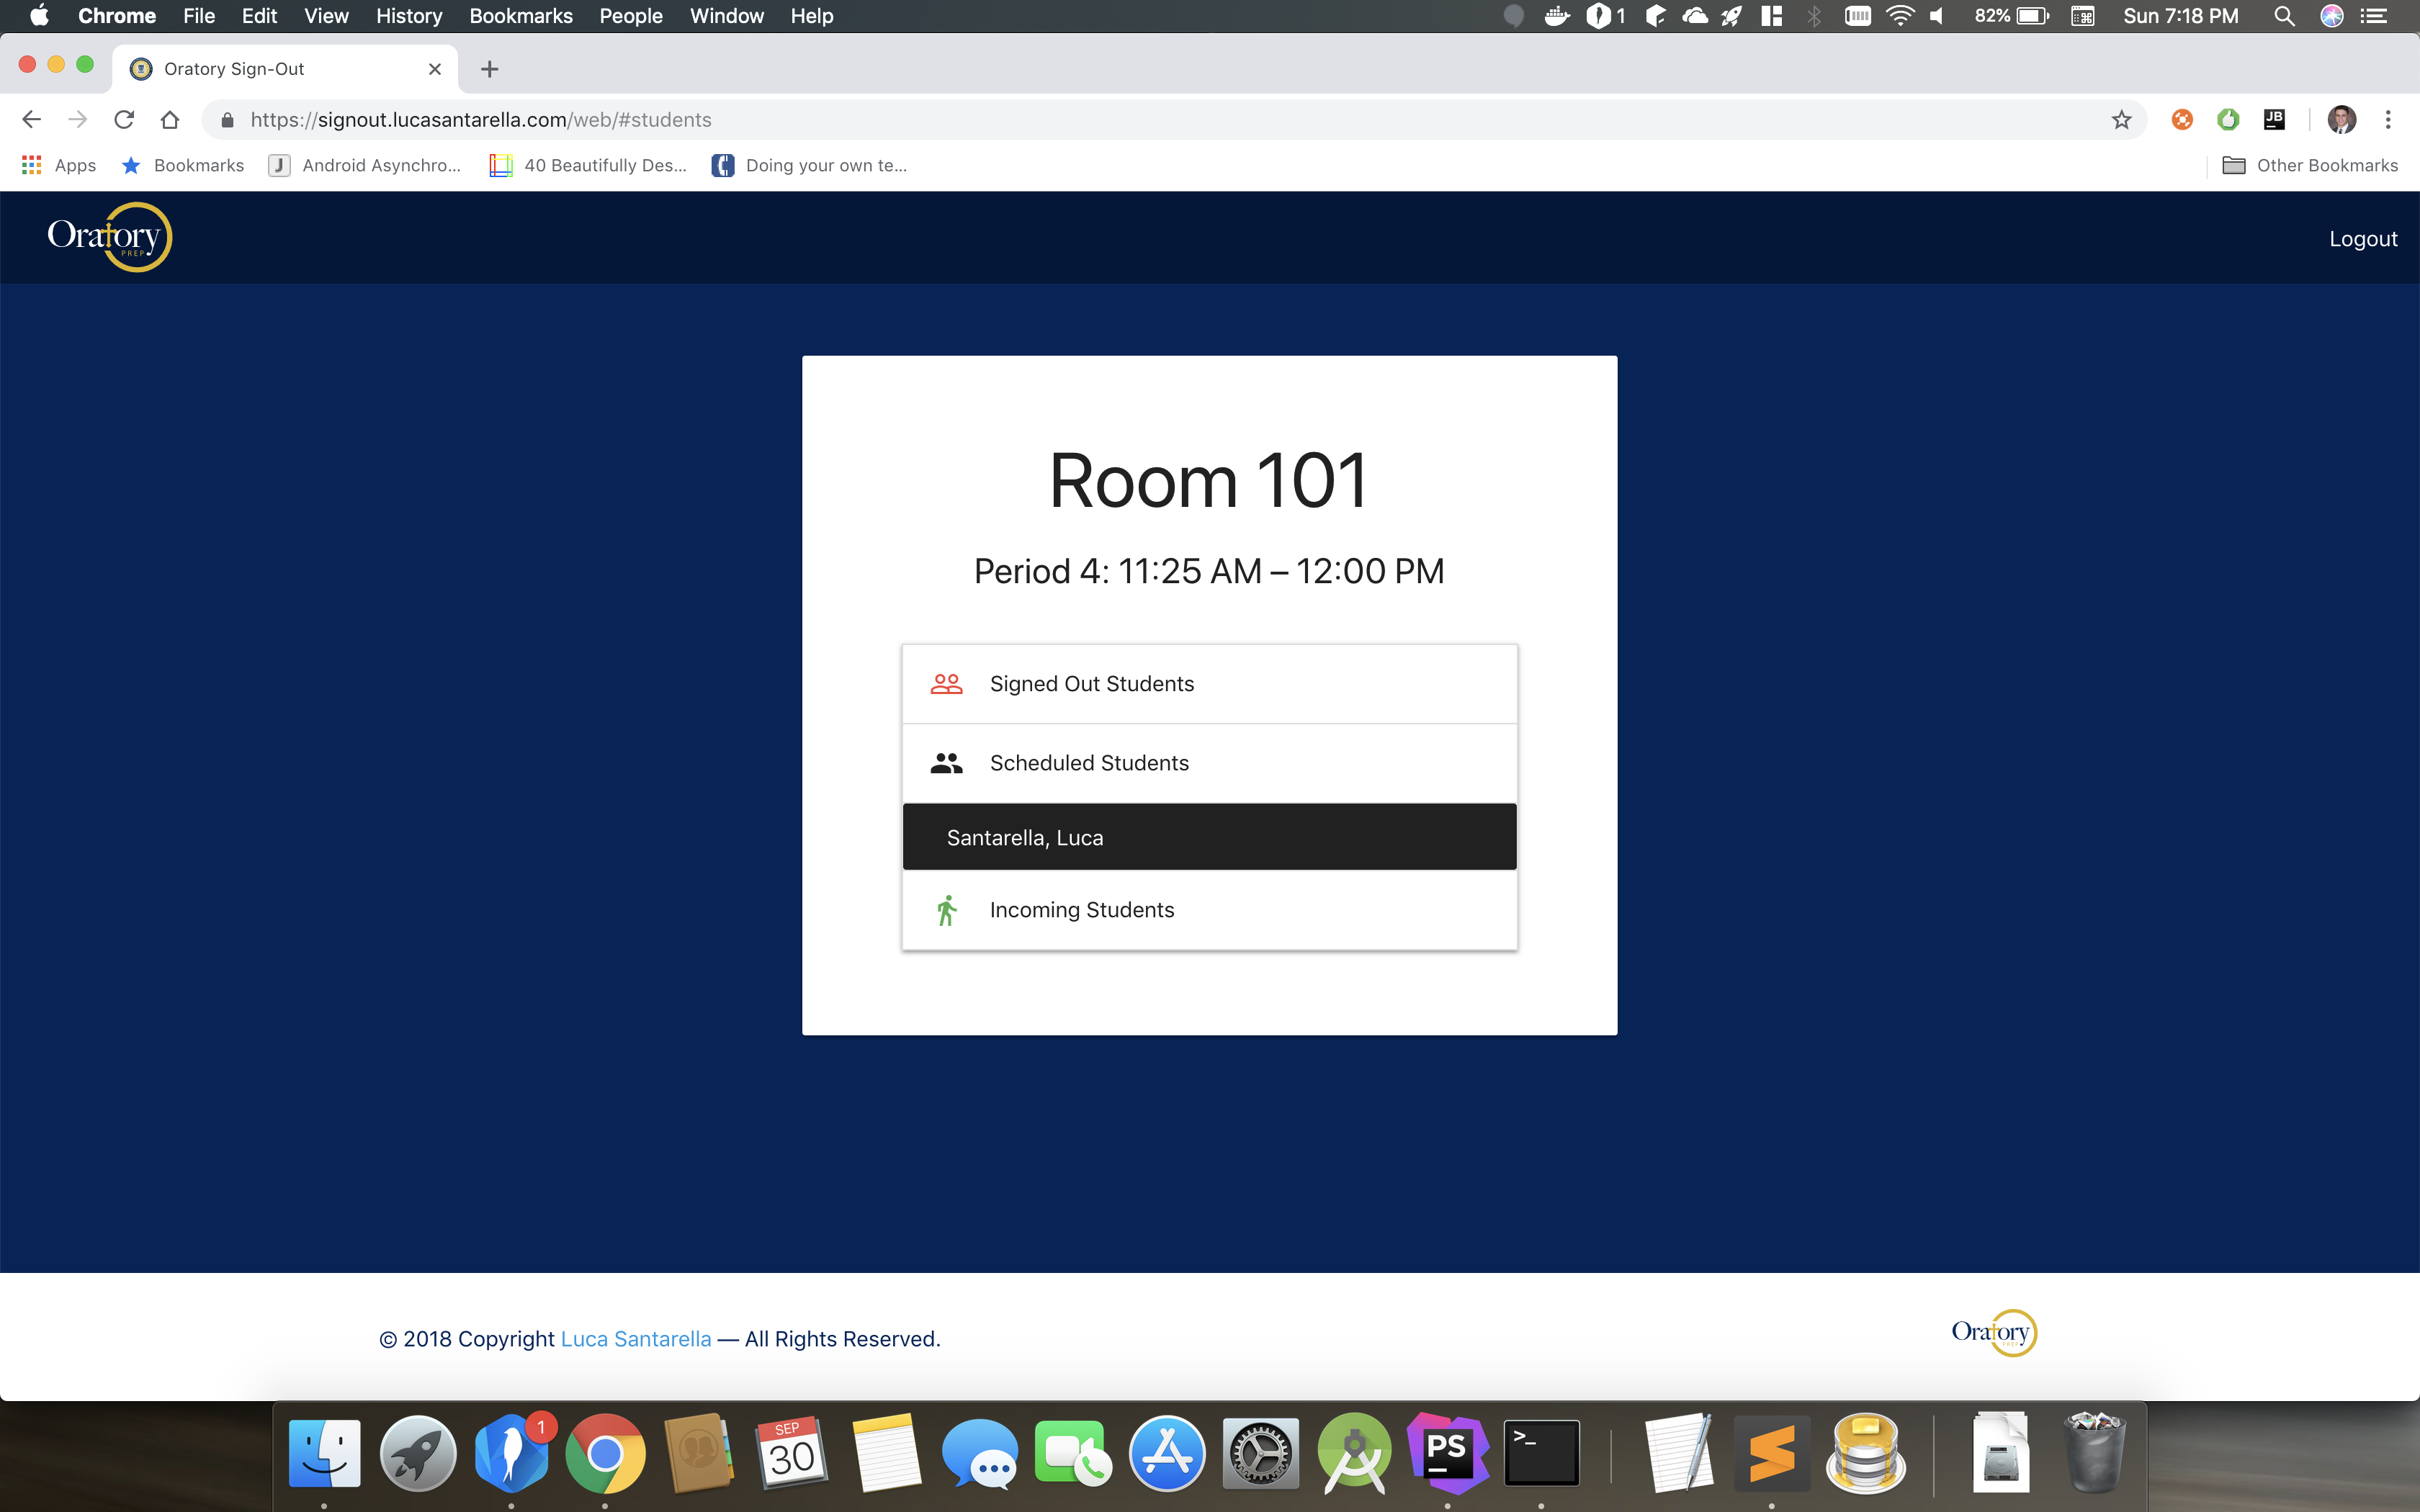 Chrome File Edit View History Bookmarks People Window Help 1 82% Sun 7:18 PM
Oratory Sign-Out
https://signout.lucasantarella.com/web/#students JB
Apps Bookmarks J Android Asynchro... 40 Beautifully Des... Doing your own te... Other Bookmarks
Oratory
PREP
Logout
Room 101
Period 4: 11:25 AM – 12:00 PM
Signed Out Students
Scheduled Students
Santarella, Luca
Incoming Students
© 2018 Copyright Luca Santarella — All Rights Reserved.
Oratory
PREP
1
SEP
30
PS
>_